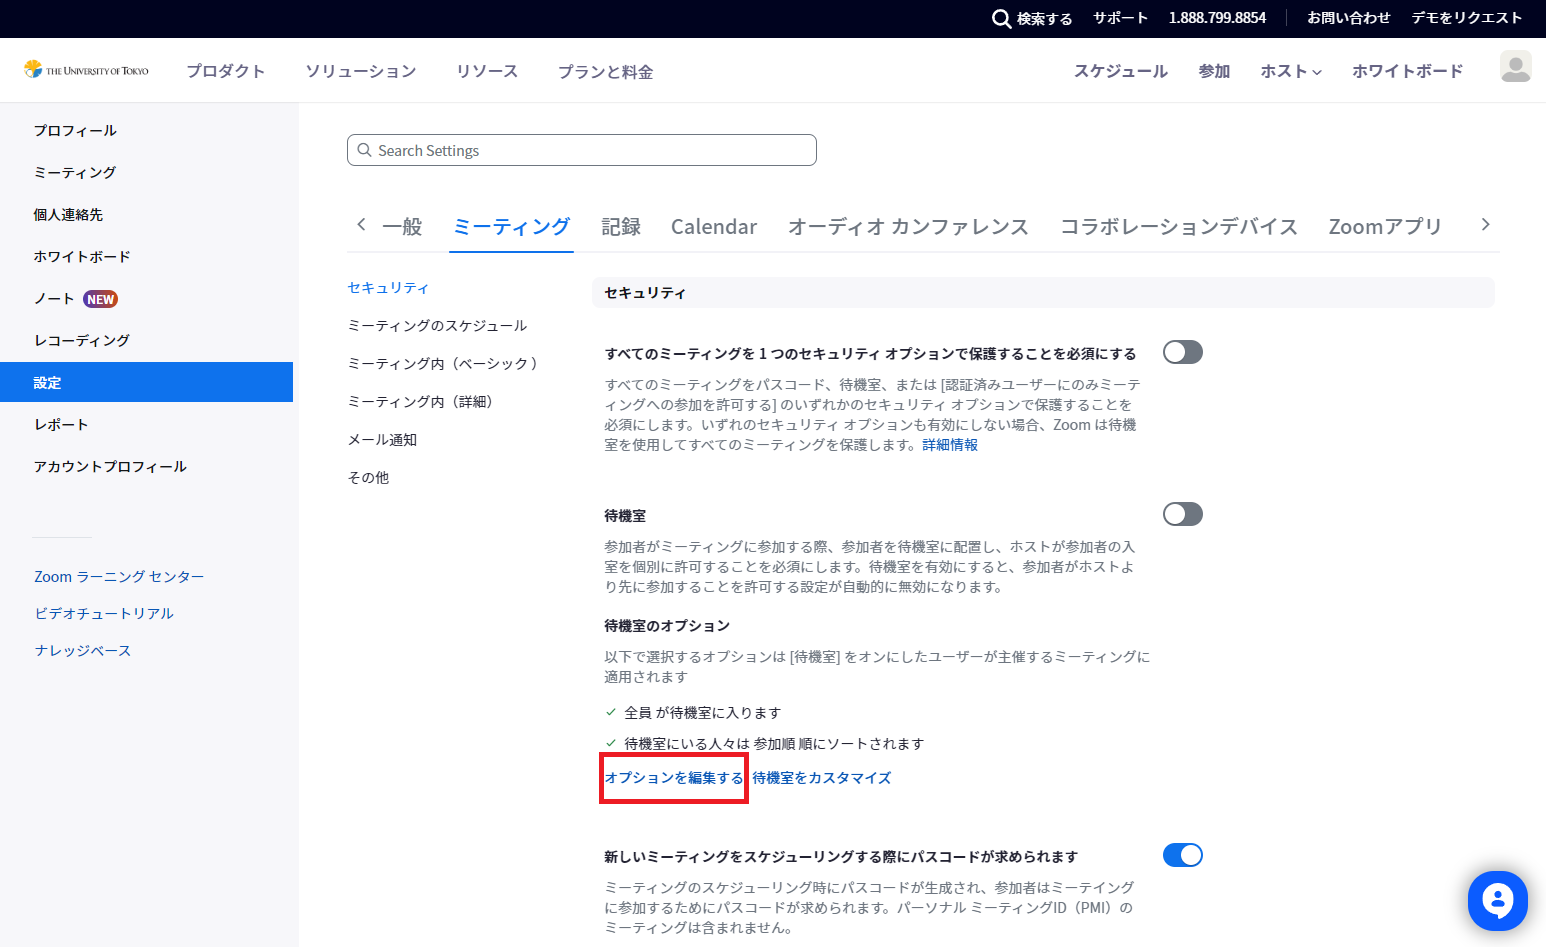 検索する サポート 1.888.799.8854 お問い合わせ デモをリクエスト
THE UNIVERSITY OF TOKYO プロダクト ソリューション リソース プランと料金 スケジュール 参加 ホスト ホワイトボード
プロフィール
ミーティング
個人連絡先
ホワイトボード
ノート NEW
レコーディング
設定
レポート
アカウントプロフィール
Zoom ラーニング センター
ビデオチュートリアル
ナレッジベース
Search Settings
一般 ミーティング 記録 Calendar オーディオ カンファレンス コラボレーションデバイス Zoomアプリ
セキュリティ
ミーティングのスケジュール
ミーティング内（ベーシック ）
ミーティング内（詳細）
メール通知
その他
セキュリティ
すべてのミーティングを 1 つのセキュリティ オプションで保護することを必須にする
すべてのミーティングをパスコード、待機室、または [認証済みユーザーにのみミーテ
ィングへの参加を許可する] のいずれかのセキュリティ オプションで保護することを
必須にします。いずれのセキュリティ オプションも有効にしない場合、Zoom は待機
室を使用してすべてのミーティングを保護します。詳細情報
待機室
参加者がミーティングに参加する際、参加者を待機室に配置し、ホストが参加者の入
室を個別に許可することを必須にします。待機室を有効にすると、参加者がホストよ
り先に参加することを許可する設定が自動的に無効になります。
待機室のオプション
以下で選択するオプションは [待機室] をオンにしたユーザーが主催するミーティングに
適用されます
全員 が待機室に入ります
待機室にいる人々は 参加順 順にソートされます
オプションを編集する 待機室をカスタマイズ
新しいミーティングをスケジューリングする際にパスコードが求められます
ミーティングのスケジューリング時にパスコードが生成され、参加者はミーテイング
に参加するためにパスコードが求められます。パーソナル ミーティングID（PMI）の
ミーティングは含まれません。